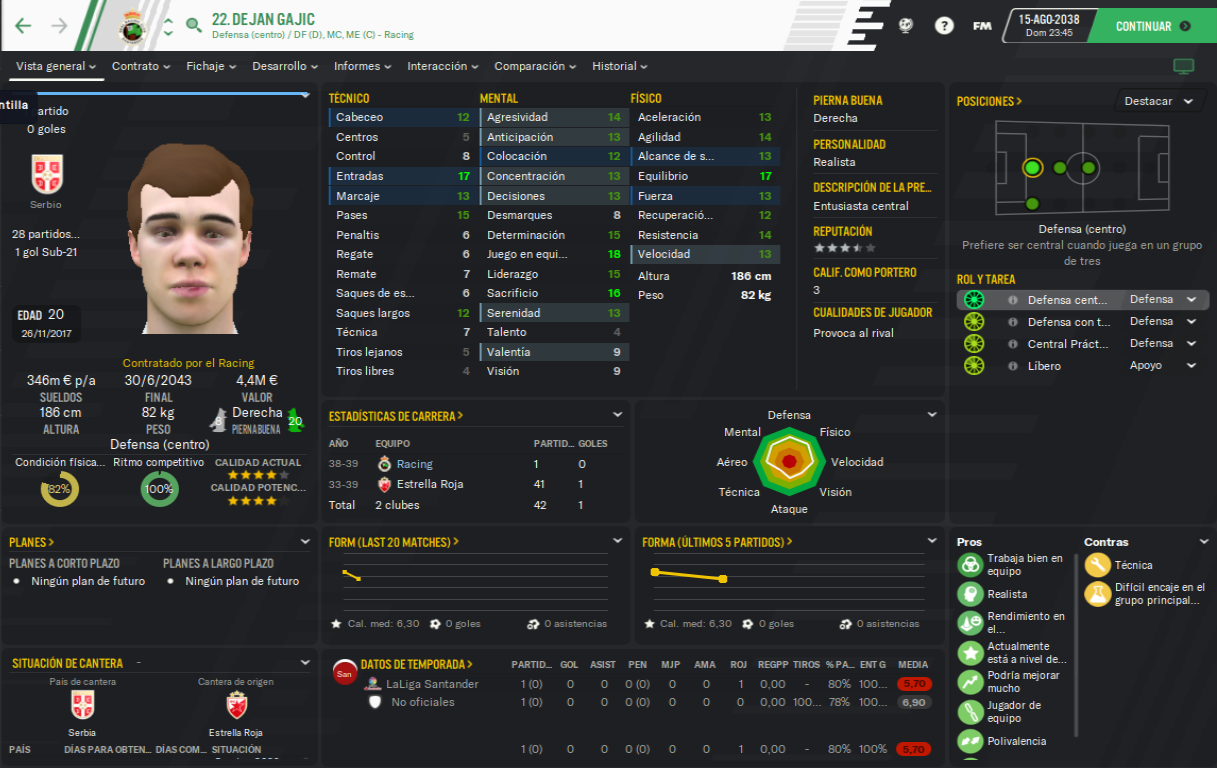 22. DEJAN GAJIC
Defensa (centro) / DF (D), MC, ME (C) - Racing
?
FM
15-AGO-2038
Dom 23:45
CONTINUAR
Vista general
Contrato
Fichaje
Desarrollo
Informes
Interacción
Comparación
Historial
ntilla
artido
0 goles
Serbio
28 partidos...
1 gol Sub-21
EDAD 20
26/11/2017
Contratado por el Racing
346m € p/a
30/6/2043
4,4M €
SUELDOS
FINAL
VALOR
186 cm
82 kg
8 Derecha 20
ALTURA
PESO
PIERNA BUENA
Defensa (centro)
Condición física...
Ritmo competitivo
CALIDAD ACTUAL
82%
100%
CALIDAD POTENC...
TÉCNICO
Cabeceo 12
Centros 5
Control 8
Entradas 17
Marcaje 13
Pases 15
Penaltis 6
Regate 6
Remate 7
Saques de es... 6
Saques largos 12
Técnica 7
Tiros lejanos 5
Tiros libres 4
MENTAL
Agresividad 14
Anticipación 13
Colocación 12
Concentración 13
Decisiones 13
Desmarques 8
Determinación 15
Juego en equi... 18
Liderazgo 15
Sacrificio 16
Serenidad 13
Talento 4
Valentía 9
Visión 9
FÍSICO
Aceleración 13
Agilidad 14
Alcance de s... 13
Equilibrio 17
Fuerza 13
Recuperació... 12
Resistencia 14
Velocidad 13
Altura 186 cm
Peso 82 kg
PIERNA BUENA
Derecha
PERSONALIDAD
Realista
DESCRIPCIÓN DE LA PRE...
Entusiasta central
REPUTACIÓN
CALIF. COMO PORTERO
3
CUALIDADES DE JUGADOR
Provoca al rival
POSICIONES >
Destacar
Defensa (centro)
Prefiere ser central cuando juega en un grupo
de tres
ROL Y TAREA
Defensa cent... Defensa
Defensa con t... Defensa
Central Práct... Defensa
Líbero Apoyo
ESTADÍSTICAS DE CARRERA >
AÑO EQUIPO PARTID... GOLES
38-39 Racing 1 0
33-39 Estrella Roja 41 1
Total 2 clubes 42 1
Defensa
Mental
Físico
Aéreo
Velocidad
Técnica
Visión
Ataque
PLANES >
PLANES A CORTO PLAZO
PLANES A LARGO PLAZO
Ningún plan de futuro
Ningún plan de futuro
FORM (LAST 20 MATCHES) >
Cal. med: 6,30
0 goles
0 asistencias
FORMA (ÚLTIMOS 5 PARTIDOS) >
Cal. med: 6,30
0 goles
0 asistencias
Pros
Trabaja bien en
equipo
Realista
Rendimiento en
el...
Actualmente
está a nivel de...
Podría mejorar
mucho
Jugador de
equipo
Polivalencia
Contras
Técnica
Difícil encaje en el
grupo principal...
SITUACIÓN DE CANTERA -
País de cantera
Cantera de origen
Serbia
Estrella Roja
PAÍS DÍAS PARA OBTEN... DÍAS COM... SITUACIÓN
San
DATOS DE TEMPORADA > PARTID... GOL ASIST PEN MJP AMA ROJ REGPP TIROS % PA... ENT G MEDIA
LaLiga Santander 1 (0) 0 0 0 (0) 0 0 1 0,00 - 80% 100... 5,70
No oficiales 1 (0) 0 0 0 (0) 0 0 0 0,00 100... 78% 100... 6,90
1 (0) 0 0 0 (0) 0 0 1 0,00 - 80% 100% 5,70